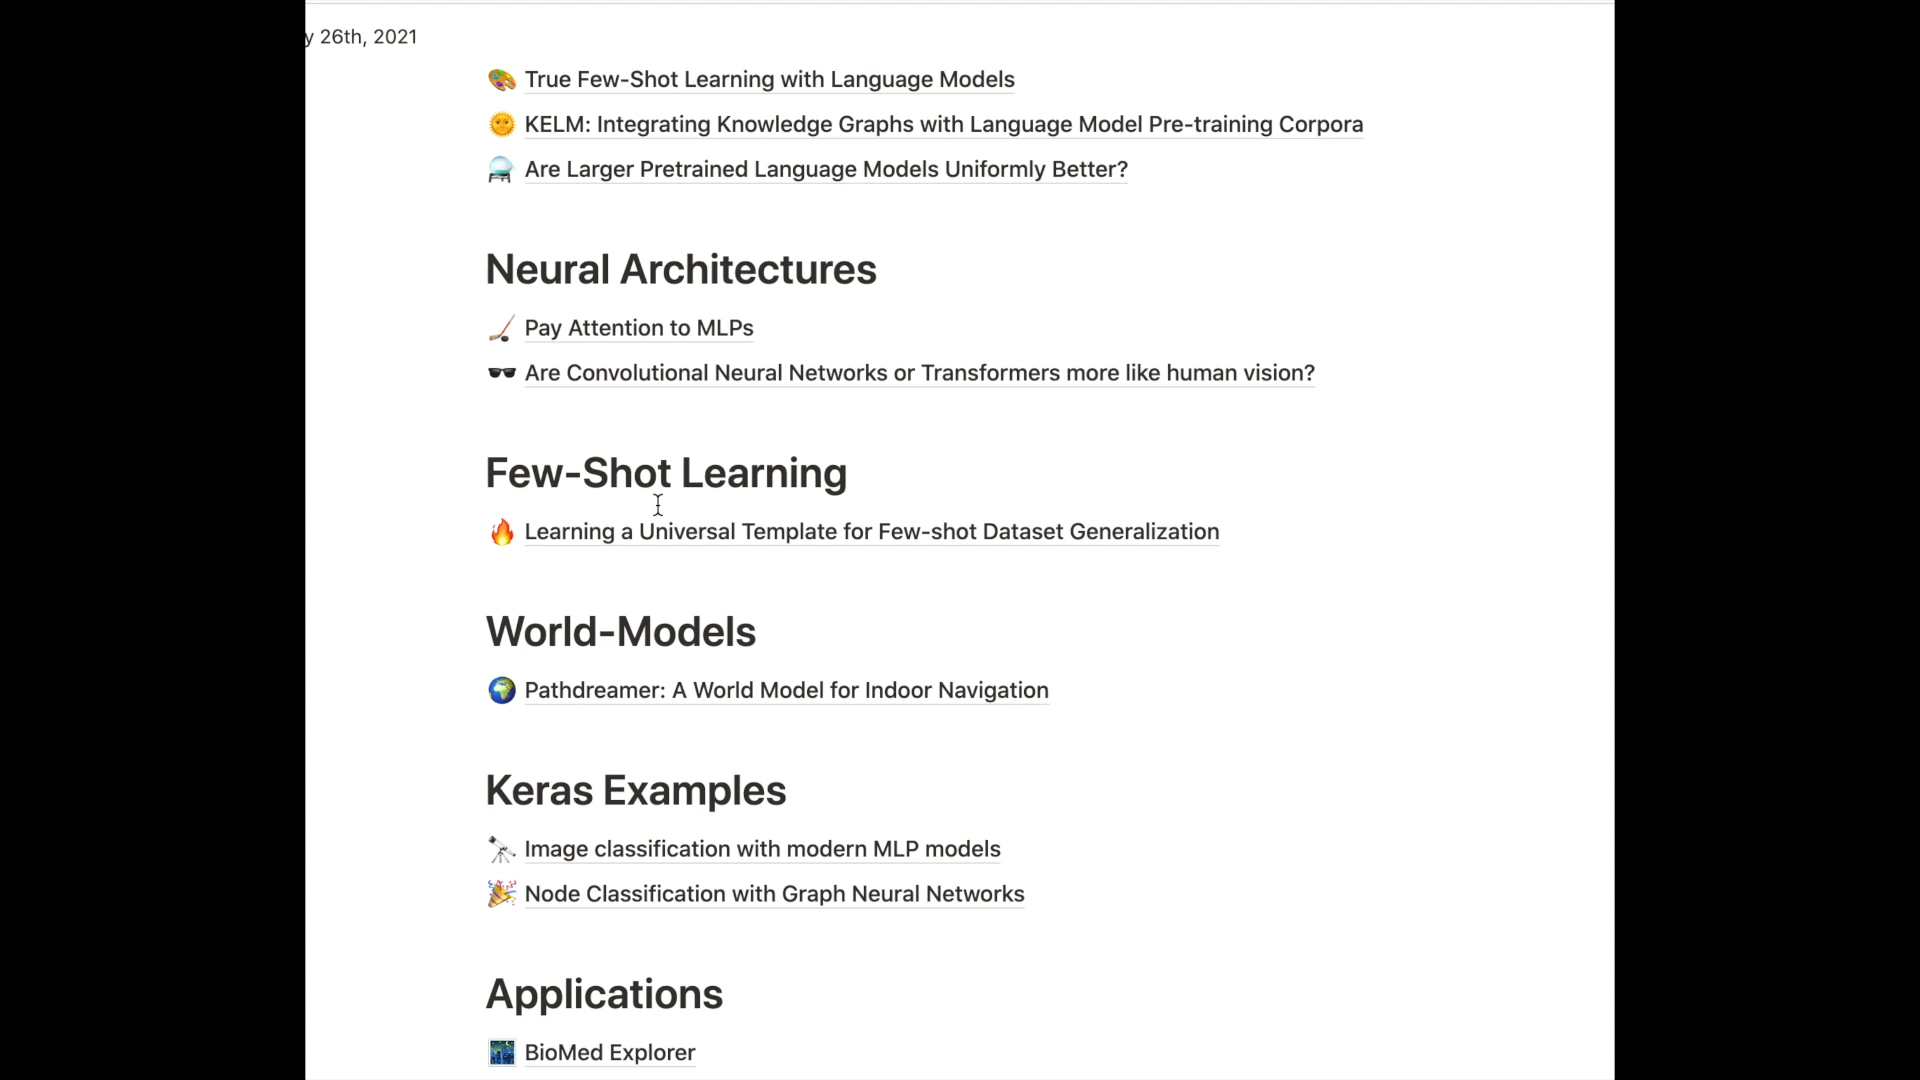 y 26th, 2021
True Few-Shot Learning with Language Models
KELM: Integrating Knowledge Graphs with Language Model Pre-training Corpora
Are Larger Pretrained Language Models Uniformly Better?
Neural Architectures
Pay Attention to MLPs
Are Convolutional Neural Networks or Transformers more like human vision?
Few-Shot Learning
Learning a Universal Template for Few-shot Dataset Generalization
World-Models
Pathdreamer: A World Model for Indoor Navigation
Keras Examples
Image classification with modern MLP models
Node Classification with Graph Neural Networks
Applications
BioMed Explorer